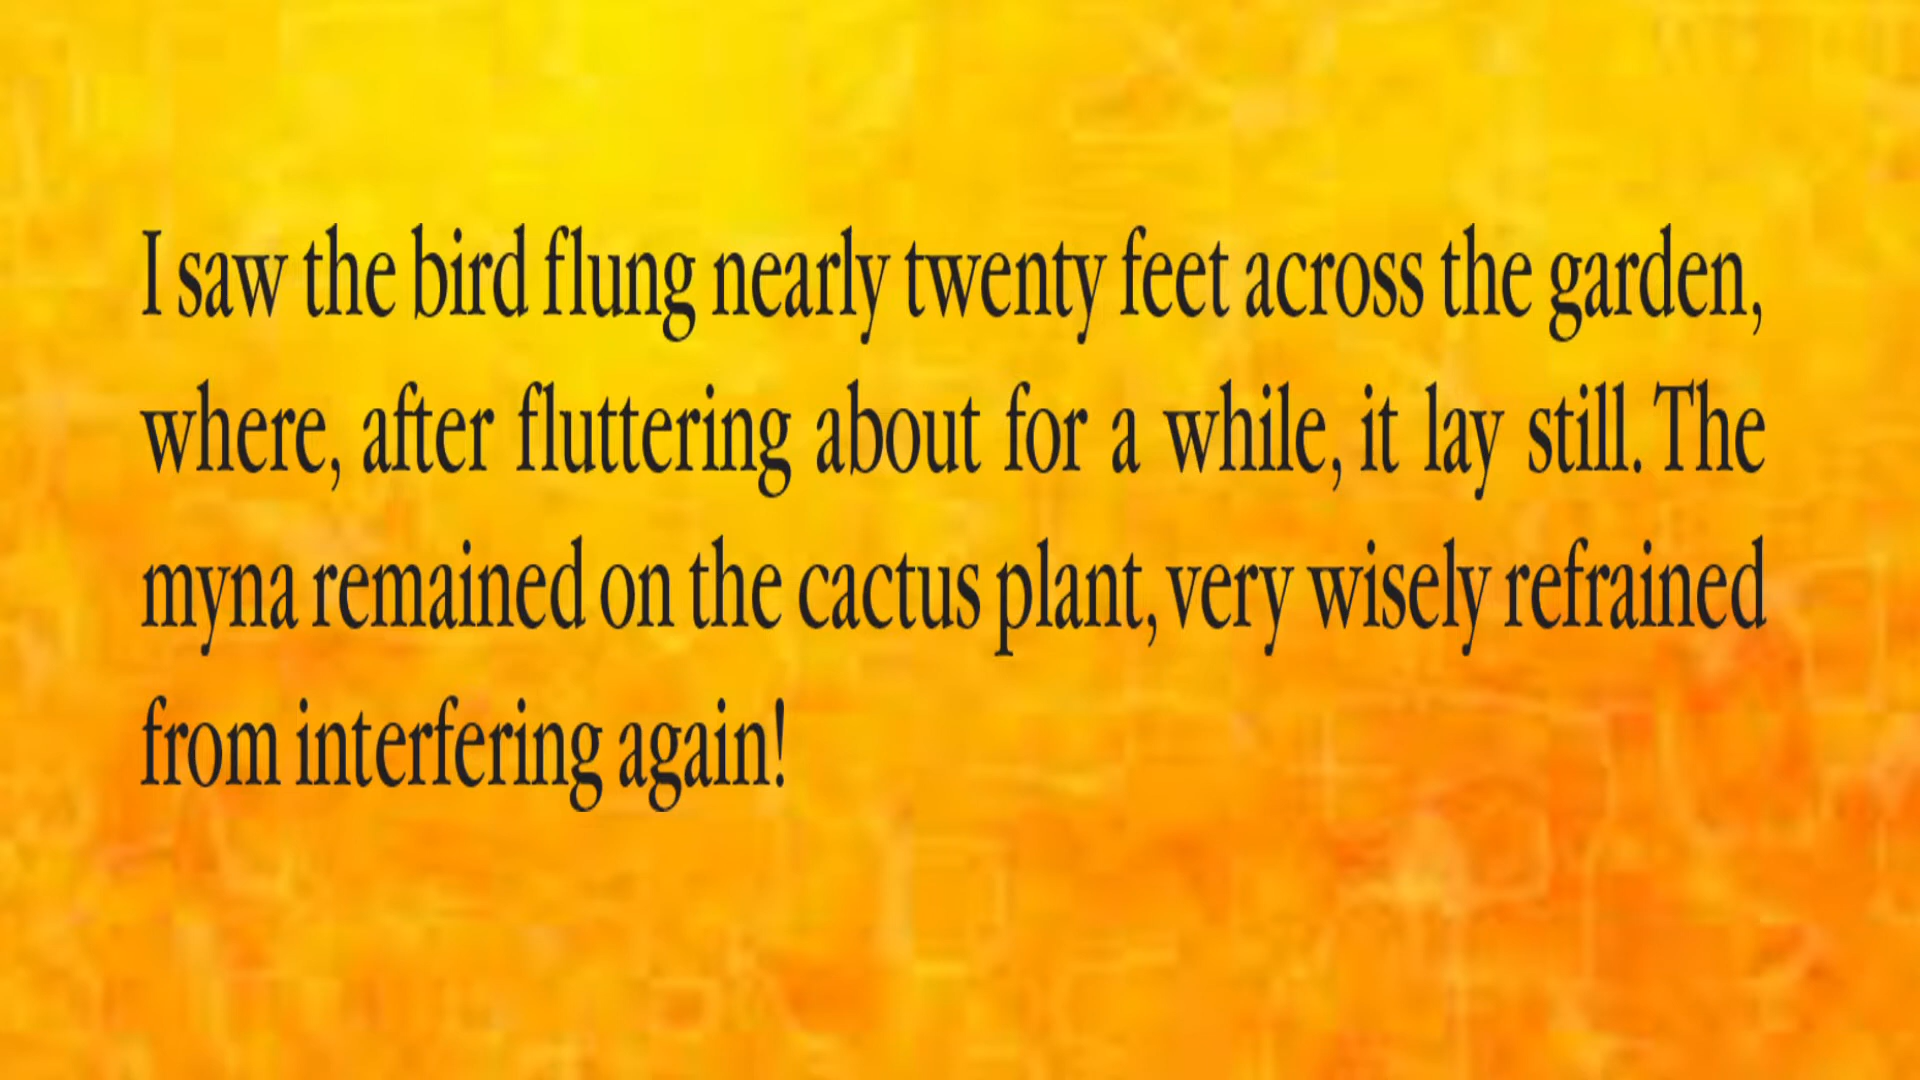 I saw the bird flung nearly twenty feet across the garden,
where, after fluttering about for a while, it lay still. The
myna remained on the cactus plant, very wisely refrained
from interfering again!